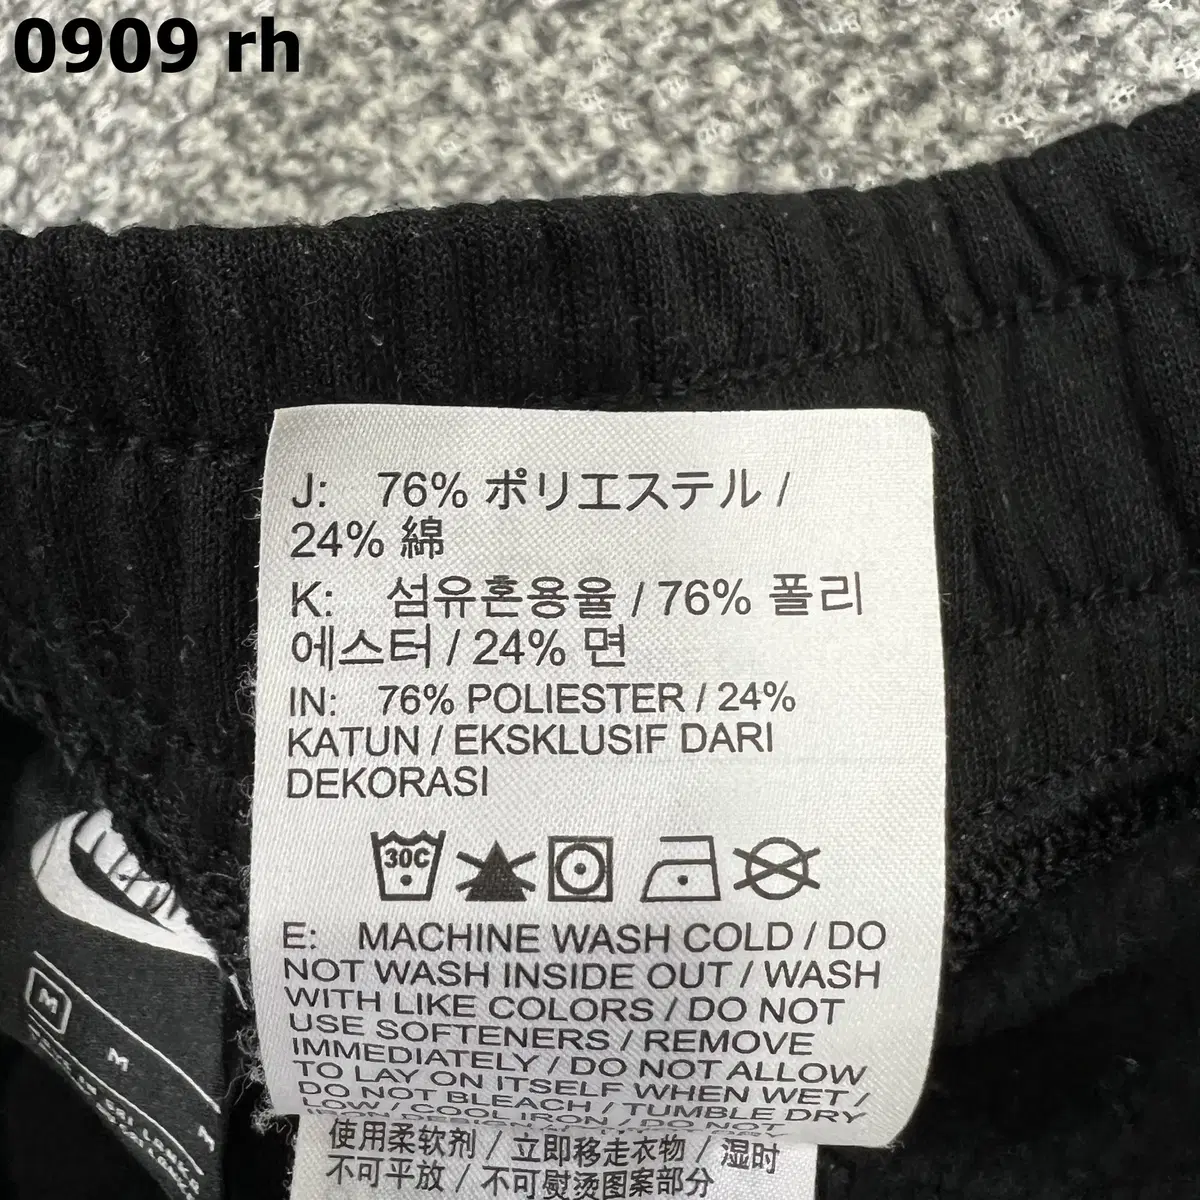 0909 rh
J: 76% ポリエステル /
24% 綿
K: 섬유혼용율 / 76% 폴리
에스터 / 24% 면
IN: 76% POLIESTER / 24%
KATUN / EKSKLUSIF DARI
DEKORASI
30C
E: MACHINE WASH COLD / DO
NOT WASH INSIDE OUT / WASH
WITH LIKE COLORS / DO NOT
USE SOFTENERS / REMOVE
IMMEDIATELY / DO NOT ALLOW
TO LAY ON ITSELF WHEN WET /
DO NOT BLEACH / TUMBLE DRY
LOW / COOL IRON / DO NOT
使用柔软剂 / 立即移走衣物 / 湿时
不可平放 / 不可熨烫图案部分
M
M